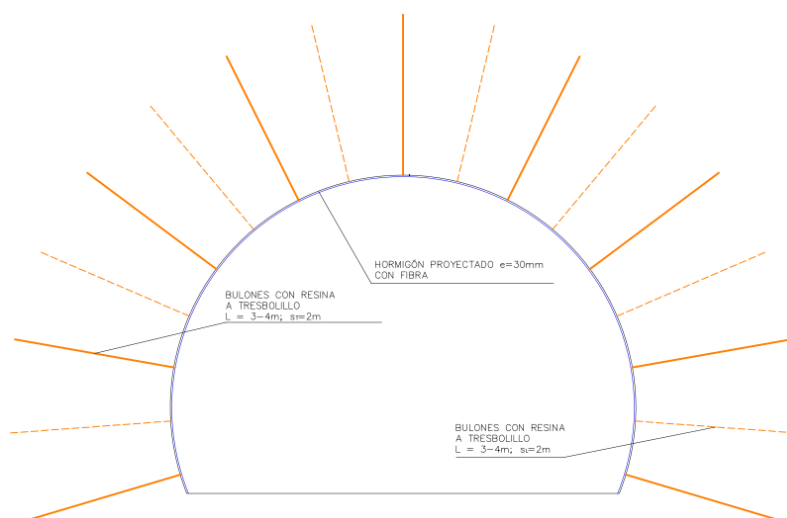 HORMIGÓN PROYECTADO e=30mm
CON FIBRA
BULONES CON RESINA
A TRESBOLILLO
L = 3-4m; sT=2m
BULONES CON RESINA
A TRESBOLILLO
L = 3-4m; sL=2m